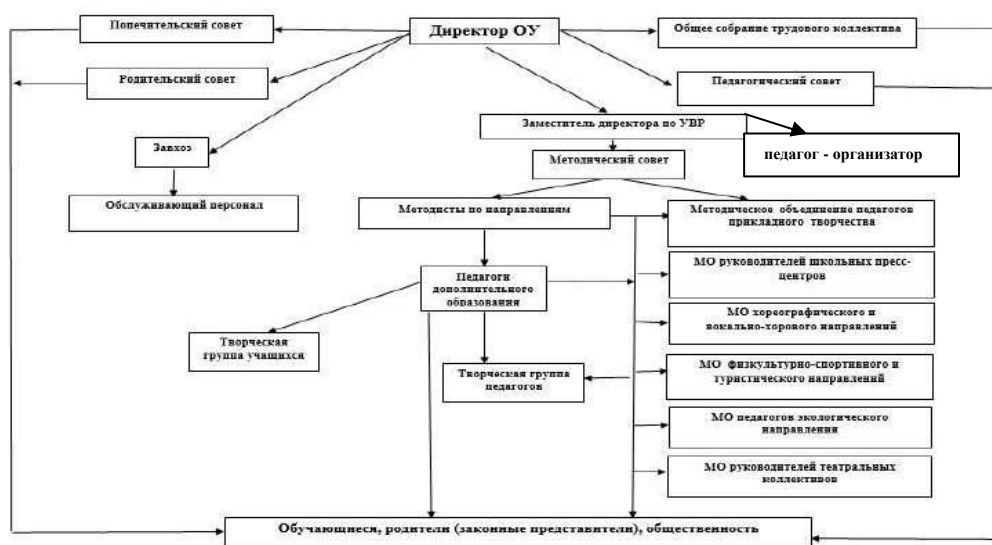 Попечительский совет
Директор ОУ
Общее собрание трудового коллектива
Родительский совет
Педагогический совет
Заместитель директора по УВР
Завхоз
педагог - организатор
Методический совет
Обслуживающий персонал
Методисты по направлениям
Методическое объединение педагогов
прикладного творчества
МО руководителей школьных пресс-
центров
Педагоги
дополнительного
образования
МО хореографического и
вокально-хорового направлений
Творческая
группа учащихся
Творческая группа
педагогов
МО физкультурно-спортивного и
туристического направлений
МО педагогов экологического
направления
МО руководителей театральных
коллективов
Обучающиеся, родители (законные представители), общественность